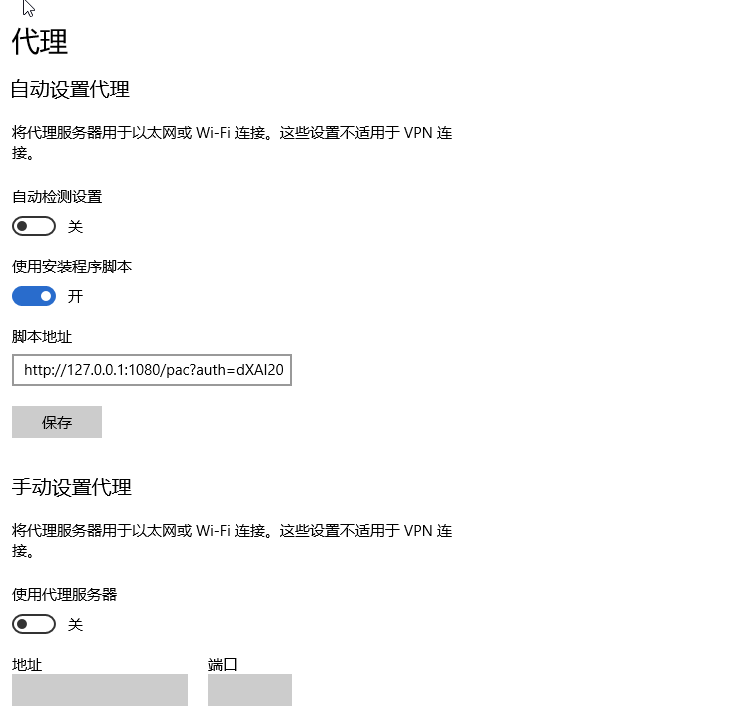 代理
自动设置代理
将代理服务器用于以太网或 Wi-Fi 连接。这些设置不适用于 VPN 连
接。
自动检测设置
关
使用安装程序脚本
开
脚本地址
http://127.0.0.1:1080/pac?auth=dXAI20
保存
手动设置代理
将代理服务器用于以太网或 Wi-Fi 连接。这些设置不适用于 VPN 连
接。
使用代理服务器
关
地址 端口